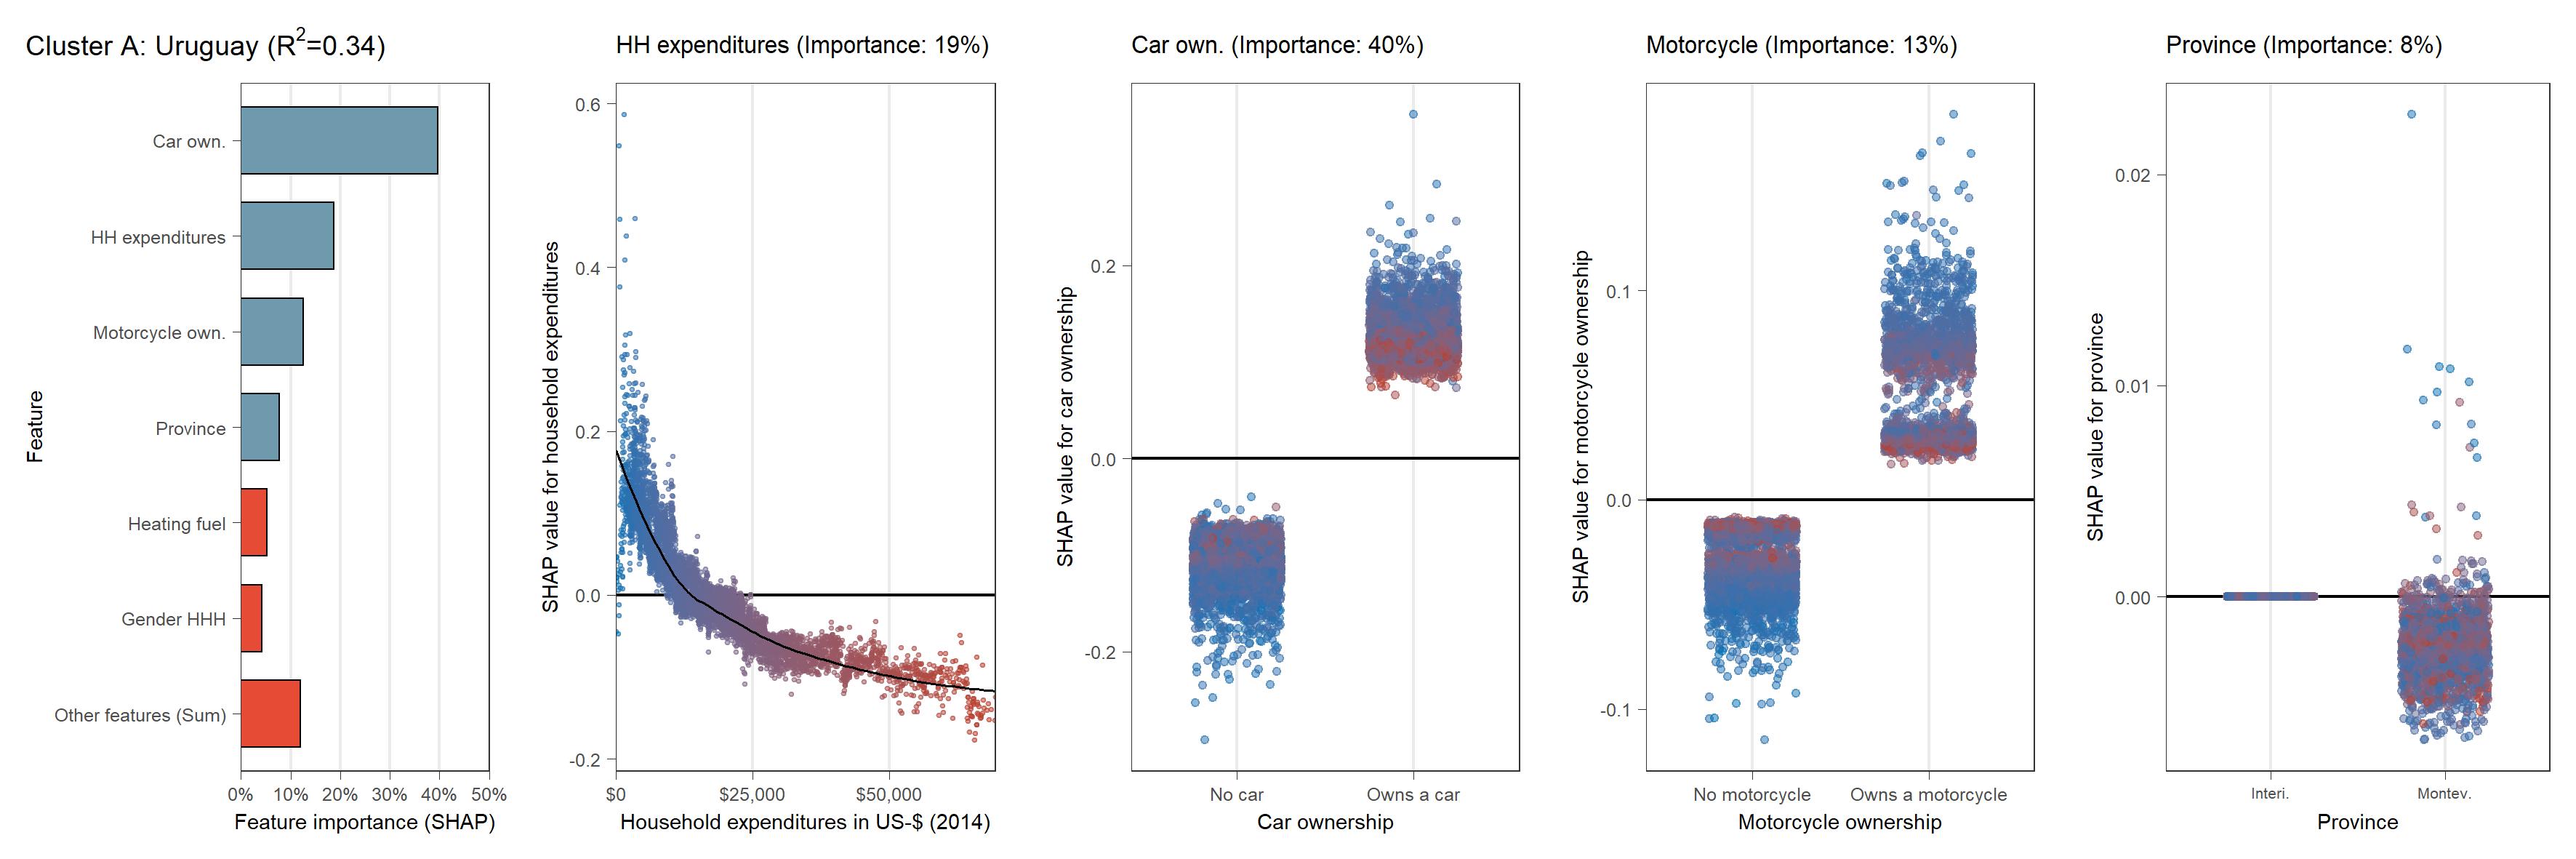 Cluster A: Uruguay (R2=0.34)
Feature
Car own.
HH expenditures
Motorcycle own.
Province
Heating fuel
Gender HHH
Other features (Sum)
0% 10% 20% 30% 40% 50%
Feature importance (SHAP)
HH expenditures (Importance: 19%)
SHAP value for household expenditures
0.6
0.4
0.2
0.0
-0.2
$0 $25,000 $50,000
Household expenditures in US-$ (2014)
Car own. (Importance: 40%)
SHAP value for car ownership
0.2
0.0
-0.2
No car Owns a car
Car ownership
Motorcycle (Importance: 13%)
SHAP value for motorcycle ownership
0.1
0.0
-0.1
No motorcycle Owns a motorcycle
Motorcycle ownership
Province (Importance: 8%)
SHAP value for province
0.02
0.01
0.00
Interi. Montev.
Province